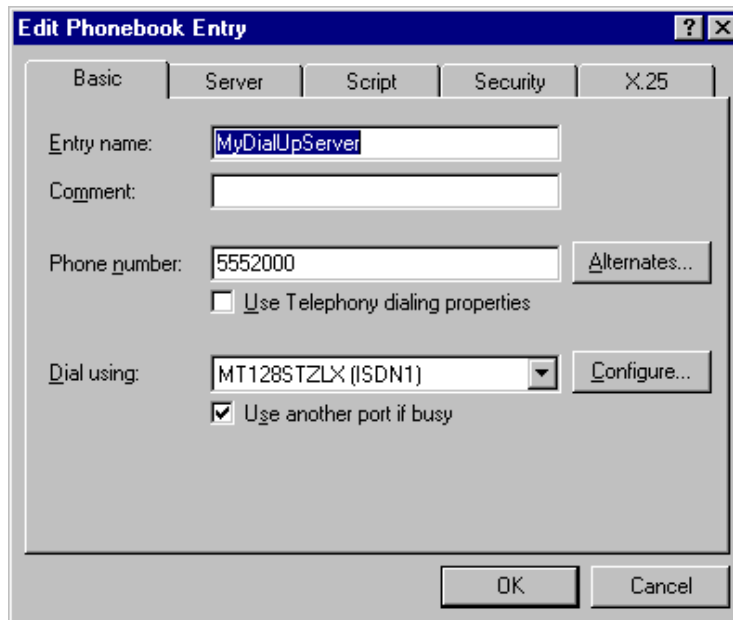 Edit Phonebook Entry
Basic Server Script Security X.25
Entry name: MyDialUpServer
Comment:
Phone number: 5552000 Alternates...
Use Telephony dialing properties
Dial using: MT128STZLX (ISDN1) Configure...
Use another port if busy
OK Cancel